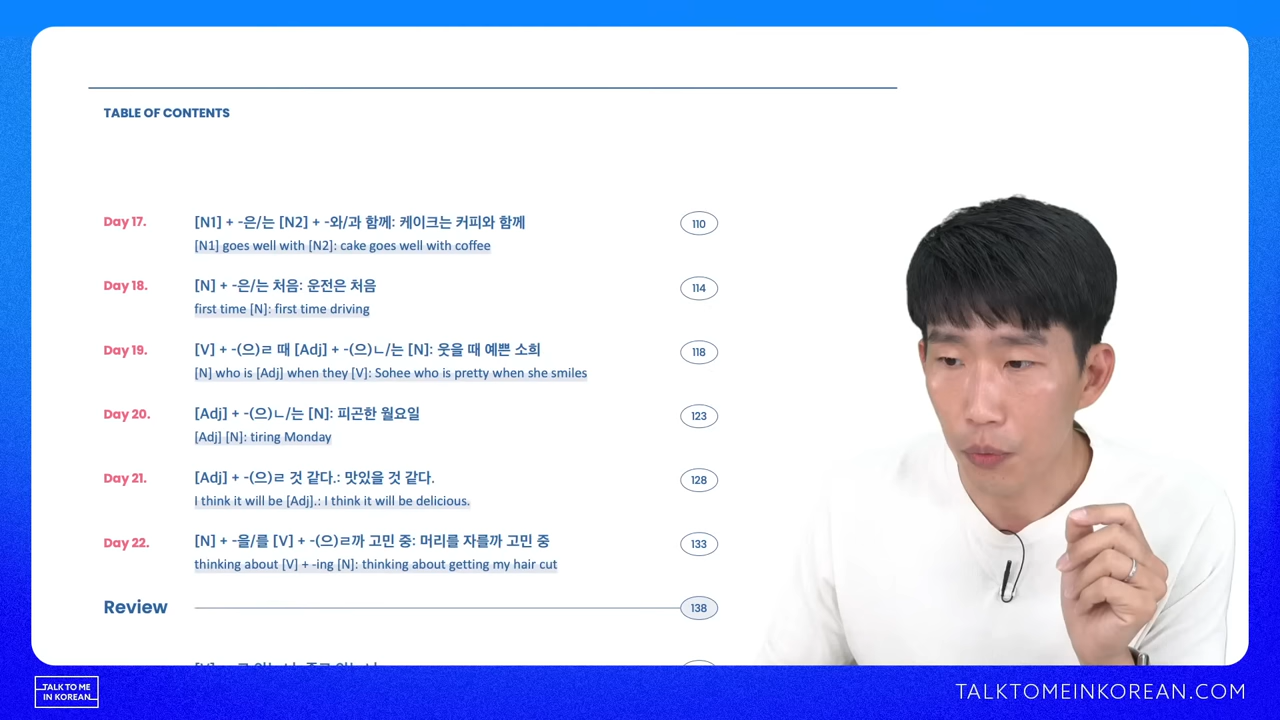 TABLE OF CONTENTS
Day 17. [N1] + -은/는 [N2] + -와/과 함께: 케이크는 커피와 함께 110
[N1] goes well with [N2]: cake goes well with coffee
Day 18. [N] + -은/는 처음: 운전은 처음 114
first time [N]: first time driving
Day 19. [V] + -(으)ㄹ 때 [Adj] + -(으)ㄴ/는 [N]: 웃을 때 예쁜 소희 118
[N] who is [Adj] when they [V]: Sohee who is pretty when she smiles
Day 20. [Adj] + -(으)ㄴ/는 [N]: 피곤한 월요일 123
[Adj] [N]: tiring Monday
Day 21. [Adj] + -(으)ㄹ 것 같다.: 맛있을 것 같다. 128
I think it will be [Adj].: I think it will be delicious.
Day 22. [N] + -을/를 [V] + -(으)ㄹ까 고민 중: 머리를 자를까 고민 중 133
thinking about [V] + -ing [N]: thinking about getting my hair cut
Review 138
TALK TO ME
IN KOREAN
TALKTOMEINKOREAN.COM